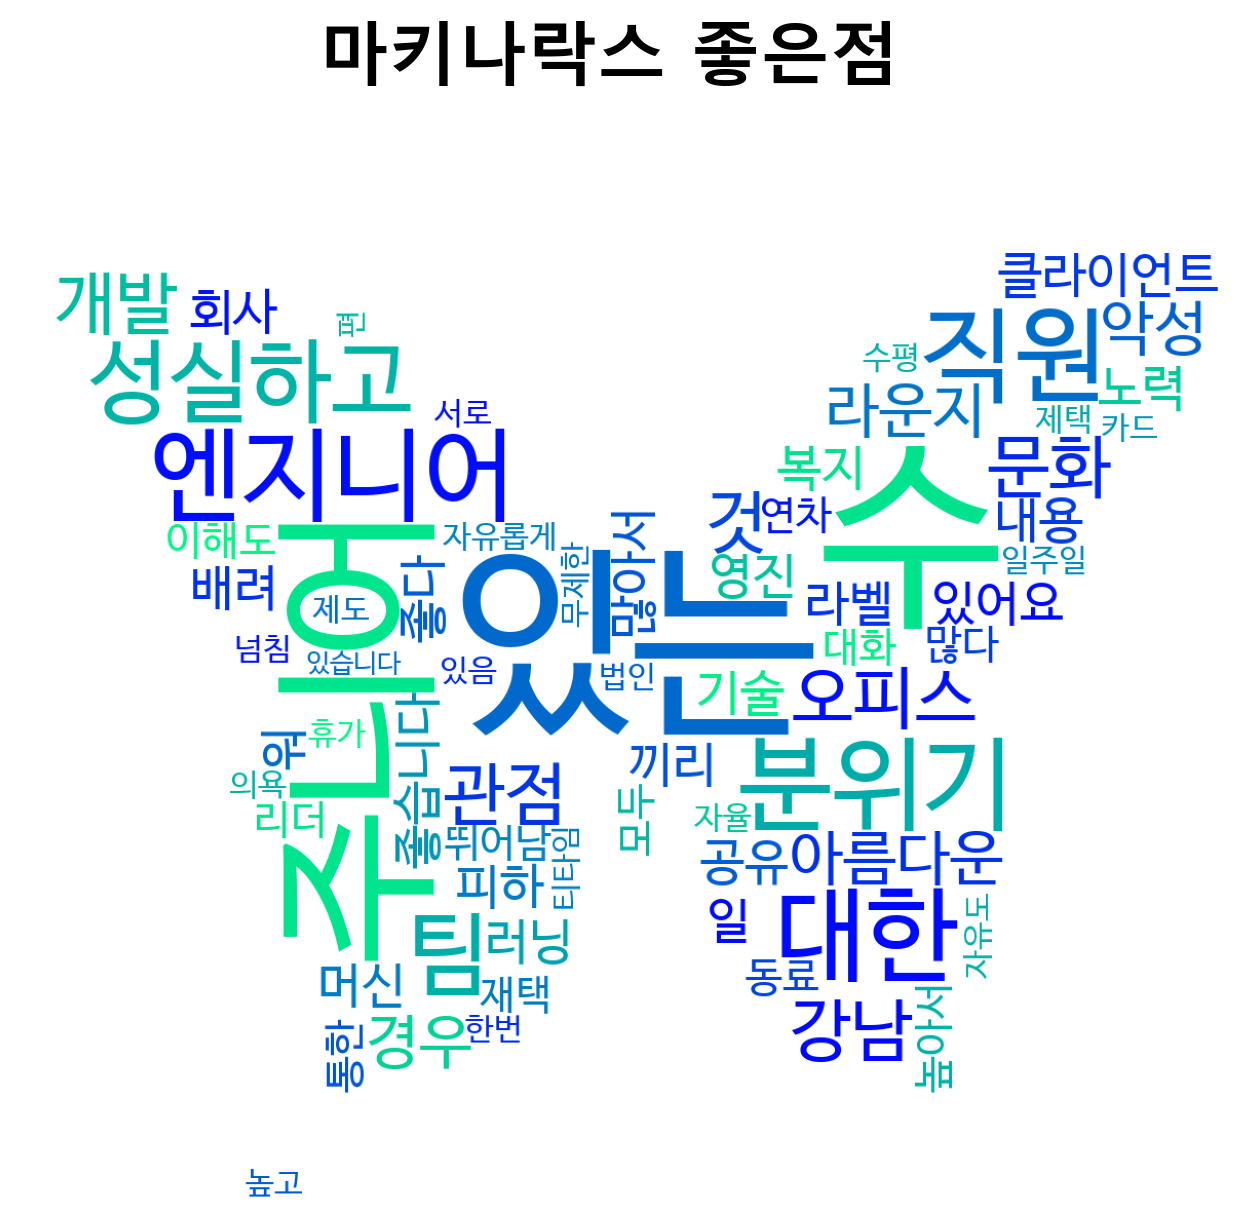 마키나락스 좋은점
클라이언트
개발
회사
편
악성
직원
수평
성실하고
노력
라운지
제택
카드
서로
엔지니어
문화
복지
수
것
연차
내용
이해도
자유롭게
많아서
무제한
일주일
영진
좋다
있는
배려
제도
라벨
있어요
주니어
넘침
있습니다
있음
법인
대화
많다
기술
오피스
워
휴가
좋습니다
의욕
관점
끼리
분위기
모두
리더
자율
뛰어남
티타임
공유
아름다운
피하
일
대한
팀
러닝
자유도
머신
재택
동료
강남
높아서
통한
경우
한번
높고